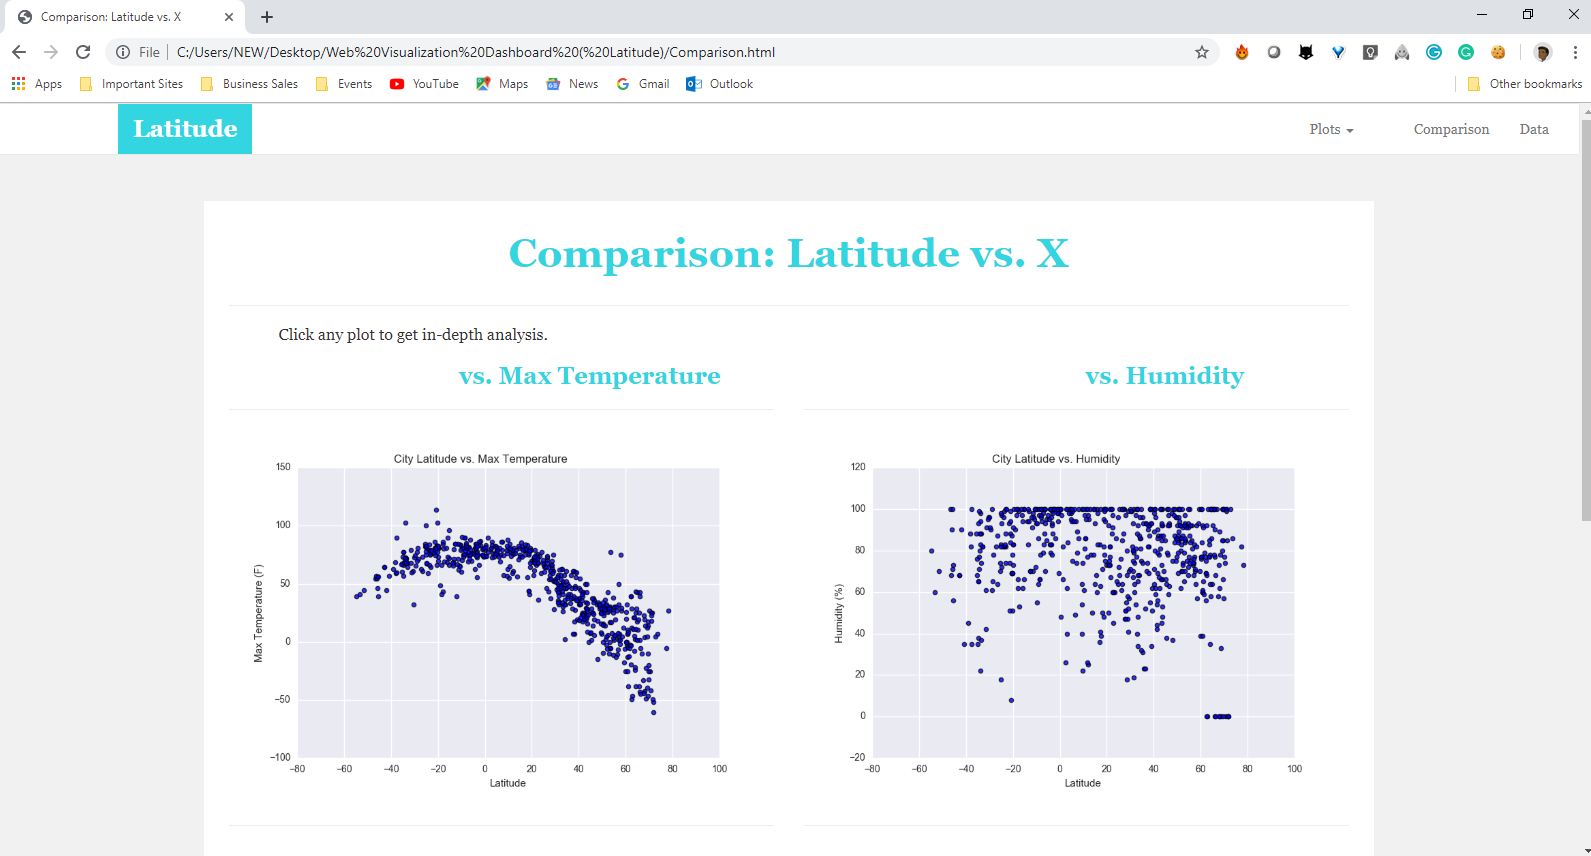 Comparison: Latitude vs. X
File C:/Users/NEW/Desktop/Web%20Visualization%20Dashboard%20(%20Latitude)/Comparison.html
Apps Important Sites Business Sales Events YouTube Maps News Gmail Outlook Other bookmarks
Latitude Plots Comparison Data
Comparison: Latitude vs. X
Click any plot to get in-depth analysis.
vs. Max Temperature
City Latitude vs. Max Temperature
150
100
50
0
−50
−100
Max Temperature (F)
−80 −60 −40 −20 0 20 40 60 80 100
Latitude
vs. Humidity
City Latitude vs. Humidity
120
100
80
60
40
20
0
−20
Humidity (%)
−80 −60 −40 −20 0 20 40 60 80 100
Latitude